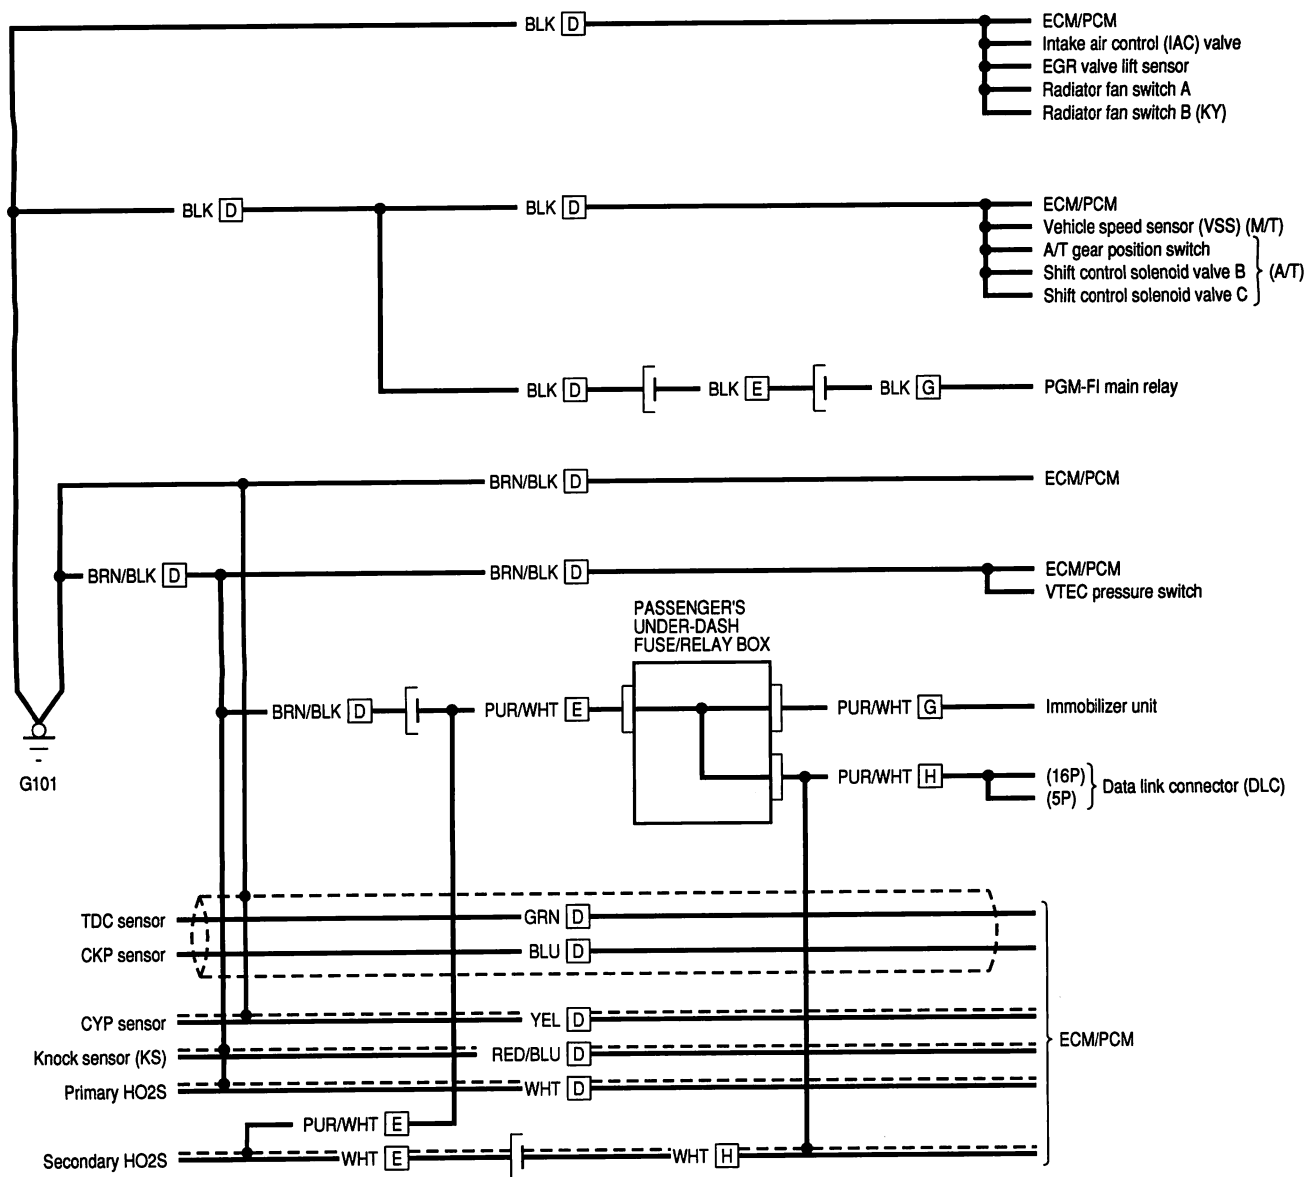 BLK D
ECM/PCM
Intake air control (IAC) valve
EGR valve lift sensor
Radiator fan switch A
Radiator fan switch B (KY)
BLK D
BLK D
ECM/PCM
Vehicle speed sensor (VSS) (M/T)
A/T gear position switch
Shift control solenoid valve B
(A/T)
Shift control solenoid valve C
BLK D
BLK E
BLK G
PGM-FI main relay
BRN/BLK D
ECM/PCM
BRN/BLK D
BRN/BLK D
ECM/PCM
VTEC pressure switch
PASSENGER'S
UNDER-DASH
FUSE/RELAY BOX
BRN/BLK D
PUR/WHT E
PUR/WHT G
Immobilizer unit
G101
PUR/WHT H
(16P)
(5P)
Data link connector (DLC)
TDC sensor
GRN D
CKP sensor
BLU D
CYP sensor
YEL D
Knock sensor (KS)
RED/BLU D
ECM/PCM
Primary HO2S
WHT D
PUR/WHT E
Secondary HO2S
WHT E
WHT H